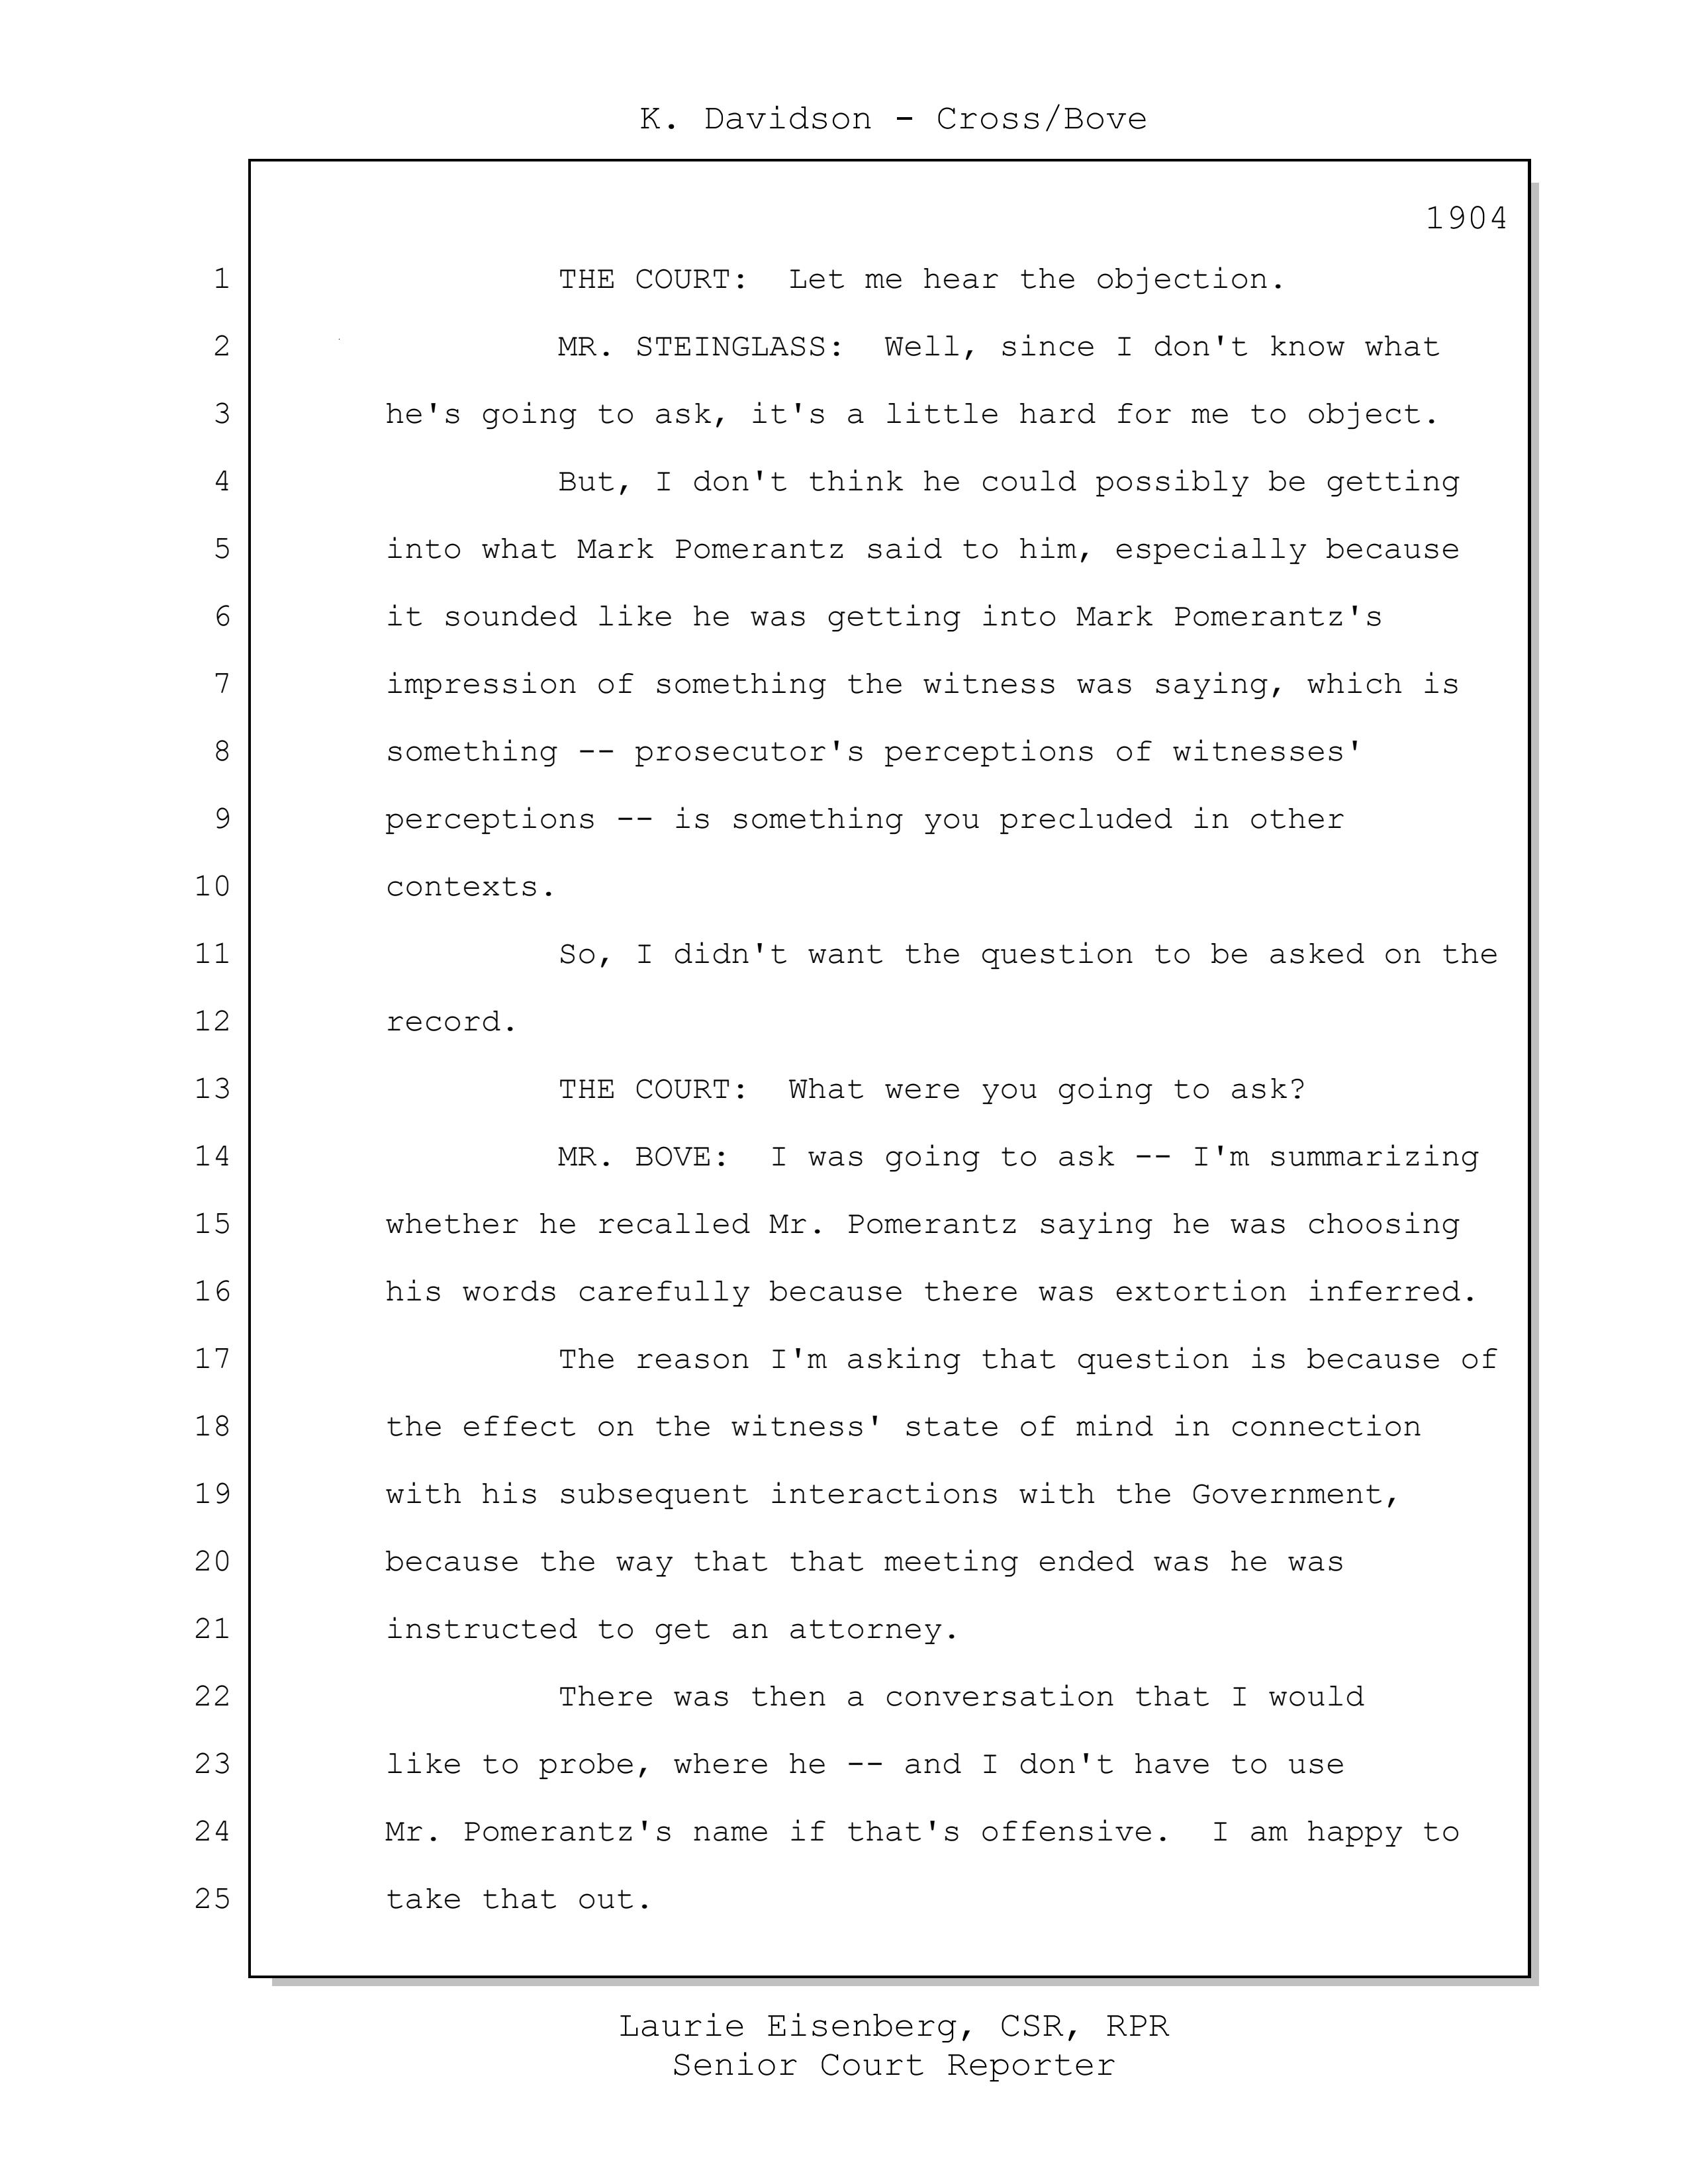 K. Davidson - Cross/Bove
1904
1 THE COURT:  Let me hear the objection.
2 MR. STEINGLASS:  Well, since I don't know what
3 he's going to ask, it's a little hard for me to object.
4 But, I don't think he could possibly be getting
5 into what Mark Pomerantz said to him, especially because
6 it sounded like he was getting into Mark Pomerantz's
7 impression of something the witness was saying, which is
8 something -- prosecutor's perceptions of witnesses'
9 perceptions -- is something you precluded in other
10 contexts.
11 So, I didn't want the question to be asked on the
12 record.
13 THE COURT:  What were you going to ask?
14 MR. BOVE:  I was going to ask -- I'm summarizing
15 whether he recalled Mr. Pomerantz saying he was choosing
16 his words carefully because there was extortion inferred.
17 The reason I'm asking that question is because of
18 the effect on the witness' state of mind in connection
19 with his subsequent interactions with the Government,
20 because the way that that meeting ended was he was
21 instructed to get an attorney.
22 There was then a conversation that I would
23 like to probe, where he -- and I don't have to use
24 Mr. Pomerantz's name if that's offensive.  I am happy to
25 take that out.
Laurie Eisenberg, CSR, RPR
Senior Court Reporter